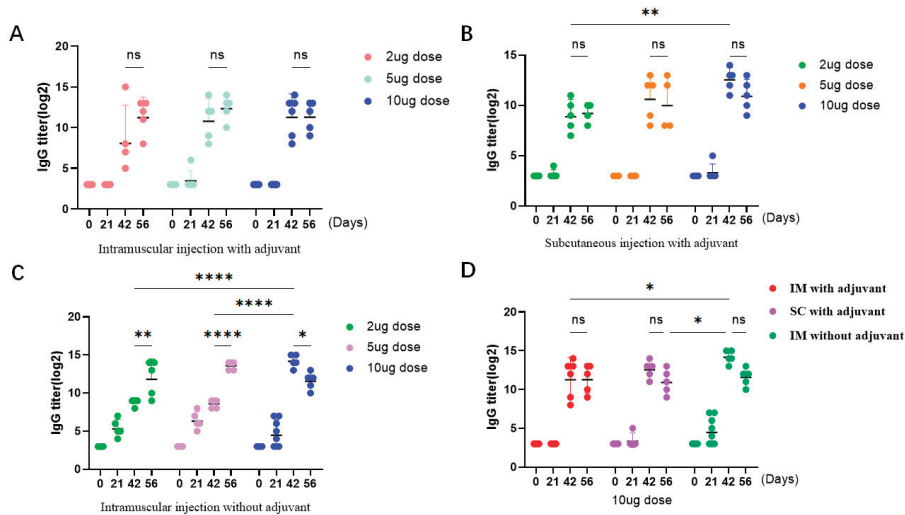 A
ns
ns
ns
20
15
10
5
0
IgG titer(log2)
2ug dose
5ug dose
10ug dose
0 21 42 56 0 21 42 56 0 21 42 56 (Days)
Intramuscular injection with adjuvant
B
**
ns
ns
ns
15
10
5
0
IgG titer(log2)
2ug dose
5ug dose
10ug dose
0 21 42 56 0 21 42 56 0 21 42 56 (Days)
Subcutaneous injection with adjuvant
C
****
****
** **** *
20
15
10
5
0
IgG titer(log2)
2ug dose
5ug dose
10ug dose
0 21 42 56 0 21 42 56 0 21 42 56 (Days)
Intramuscular injection without adjuvant
D
*
ns ns * ns
20
15
10
5
0
IgG titer(log2)
IM with adjuvant
SC with adjuvant
IM without adjuvant
0 21 42 56 0 21 42 56 0 21 42 56 (Days)
10ug dose